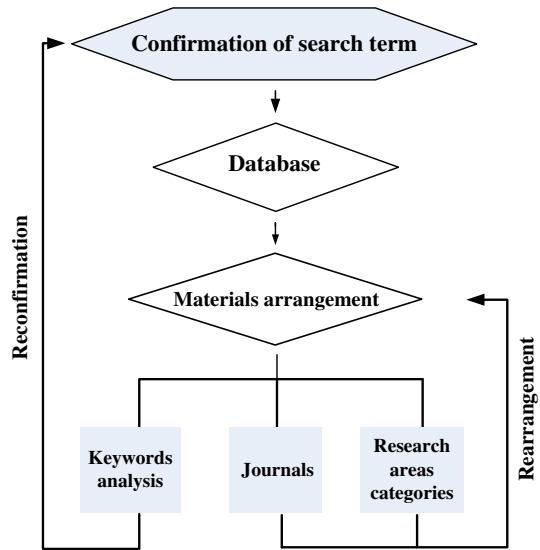 Confirmation of search term
Database
Materials arrangement
Reconfirmation
Rearrangement
Keywords
analysis
Journals
Research
areas
categories